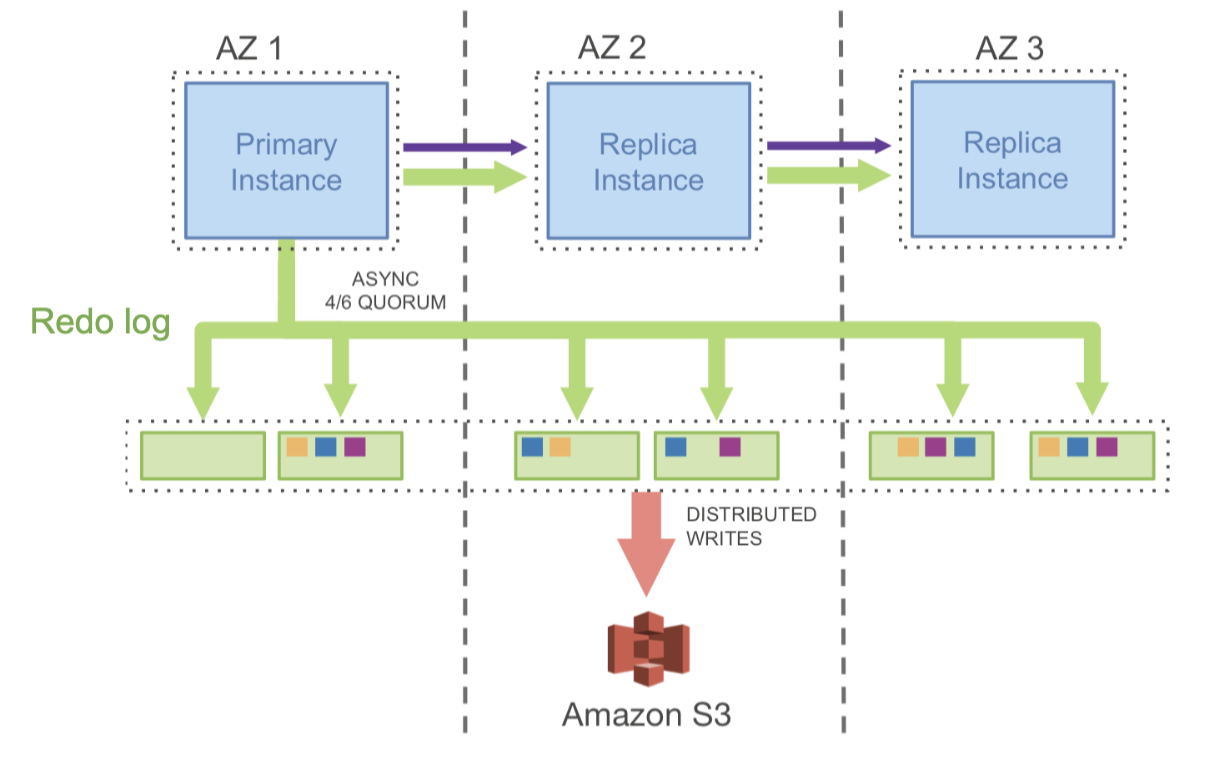 AZ 1
AZ 2
AZ 3
Primary
Instance
Replica
Instance
Replica
Instance
ASYNC
4/6 QUORUM
Redo log
DISTRIBUTED
WRITES
Amazon S3